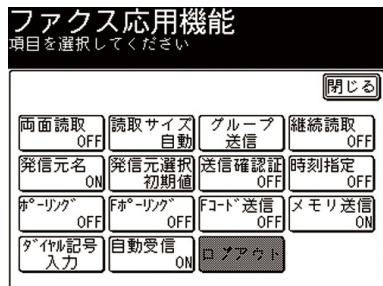 ファクス応用機能
項目を選択してください
閉じる
両面読取 読取サイズ グループ 継続読取
OFF 自動 送信 OFF
発信元名 発信元選択 送信確認証 時刻指定
ON 初期値 OFF OFF
ﾎﾟｰﾘﾝｸﾞ Fﾎﾟｰﾘﾝｸﾞ Fｺｰﾄﾞ送信 メモリ送信
OFF OFF OFF ON
ﾀﾞｲﾔﾙ記号 自動受信 ログアウト
入力 ON